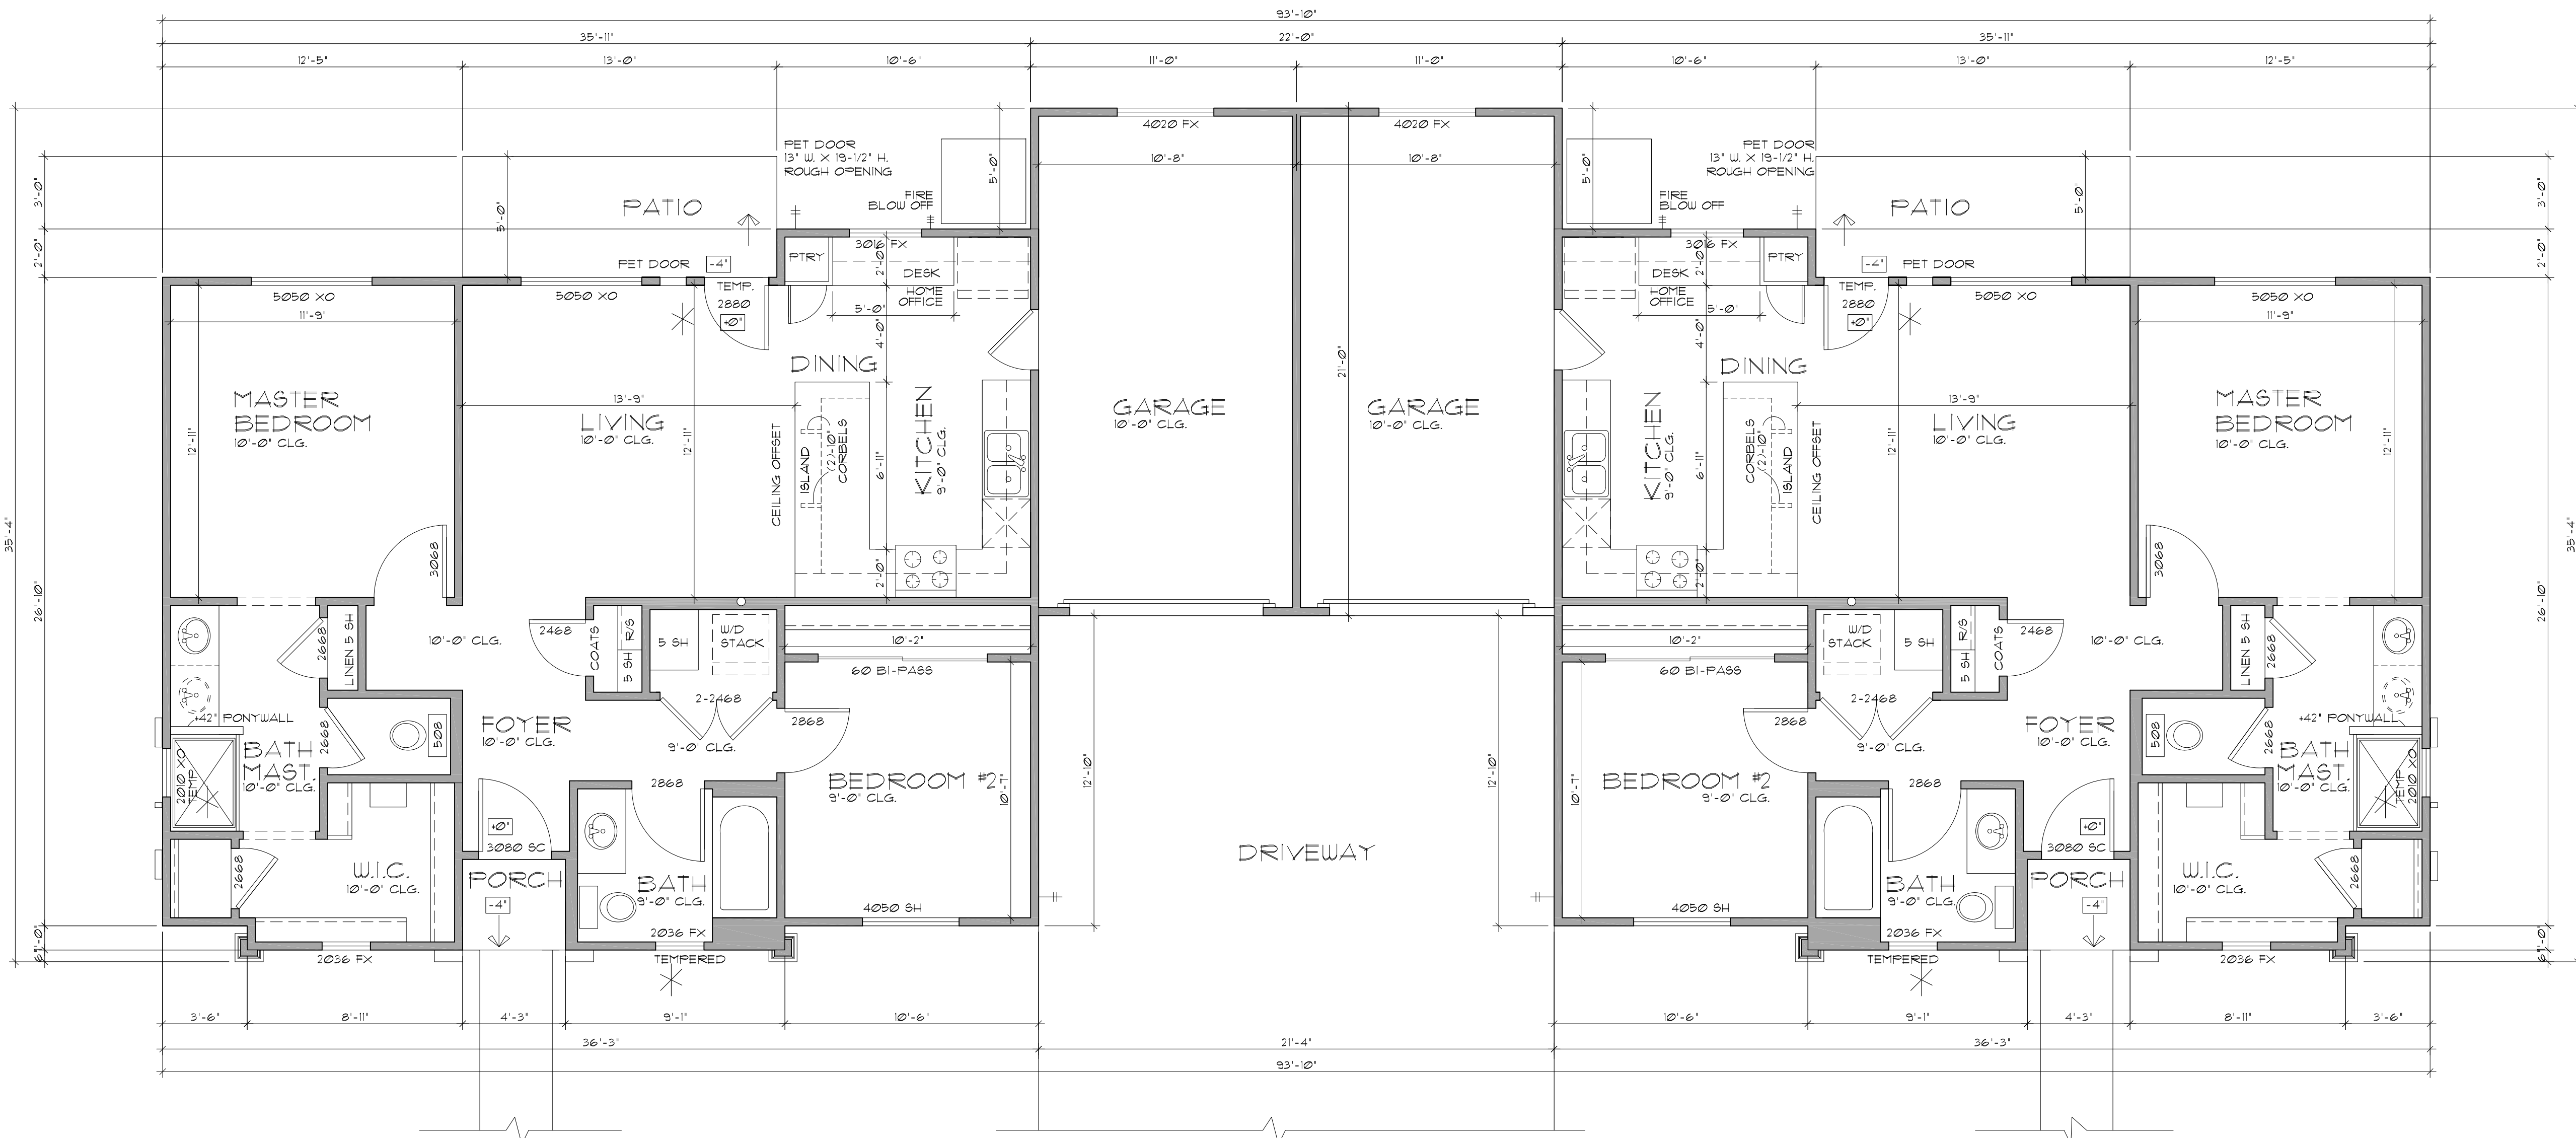 93'-10"
35'-11"
22'-0"
35'-11"
12'-5"
13'-0"
10'-6"
11'-0"
11'-0"
10'-6"
13'-0"
12'-5"
4020 FX
4020 FX
PET DOOR
13" W. X 19-1/2" H.
ROUGH OPENING
10'-8"
10'-8"
PET DOOR
13" W. X 19-1/2" H.
ROUGH OPENING
5'-0"
5'-0"
3'-0"
5'-0"
PATIO
FIRE
BLOW OFF
FIRE
BLOW OFF
PATIO
5'-0"
3'-0"
2'-0"
PET DOOR
-4"
PTRY
3016 FX
2'-0"
DESK
3016 FX
2'-0"
DESK
PTRY
-4"
PET DOOR
2'-0"
5050 XO
11'-9"
5050 XO
TEMP.
2880
+0"
HOME
OFFICE
5'-0"
4'-0"
HOME
OFFICE
5'-0"
4'-0"
TEMP.
2880
+0"
5050 XO
5050 XO
11'-9"
21'-0"
MASTER
BEDROOM
10'-0" CLG.
12'-11"
13'-9"
LIVING
10'-0" CLG.
12'-11"
DINING
CEILING OFFSET
ISLAND
(2)-10"
CORBELS
6'-11"
KITCHEN
9'-0" CLG.
2'-0"
GARAGE
10'-0" CLG.
GARAGE
10'-0" CLG.
KITCHEN
9'-0" CLG.
6'-11"
2'-0"
DINING
CORBELS
(2)-10"
ISLAND
CEILING OFFSET
13'-9"
LIVING
10'-0" CLG.
12'-11"
MASTER
BEDROOM
10'-0" CLG.
12'-11"
3068
3068
35'-4"
26'-10"
26'-10"
35'-4"
2668
LINEN 5 SH
10'-0" CLG.
2468
COATS
5 SH
R/S
5 SH
W/D
STACK
10'-2"
60 BI-PASS
10'-2"
60 BI-PASS
W/D
STACK
5 SH
5 SH
R/S
COATS
2468
10'-0" CLG.
LINEN 5 SH
2668
+42" PONYWALL
2668
508
FOYER
10'-0" CLG.
2-2468
9'-0" CLG.
2868
2868
2-2468
9'-0" CLG.
FOYER
10'-0" CLG.
508
2668
+42" PONYWALL
2010 XO
TEMP
BATH
MAST.
10'-0" CLG.
2868
BEDROOM #2
9'-0" CLG.
10'-7"
12'-10"
12'-10"
10'-7"
BEDROOM #2
9'-0" CLG.
2868
BATH
MAST.
10'-0" CLG.
TEMP
2010 XO
+0"
3080 SC
DRIVEWAY
+0"
3080 SC
2668
W.I.C.
10'-0" CLG.
PORCH
-4"
BATH
9'-0" CLG.
4050 SH
4050 SH
BATH
9'-0" CLG.
PORCH
-4"
W.I.C.
10'-0" CLG.
2668
1'-0"
6"
2036 FX
2036 FX
TEMPERED
2036 FX
TEMPERED
2036 FX
1'-0"
6"
3'-6"
8'-11"
4'-3"
9'-1"
10'-6"
10'-6"
9'-1"
4'-3"
8'-11"
3'-6"
36'-3"
21'-4"
36'-3"
93'-10"